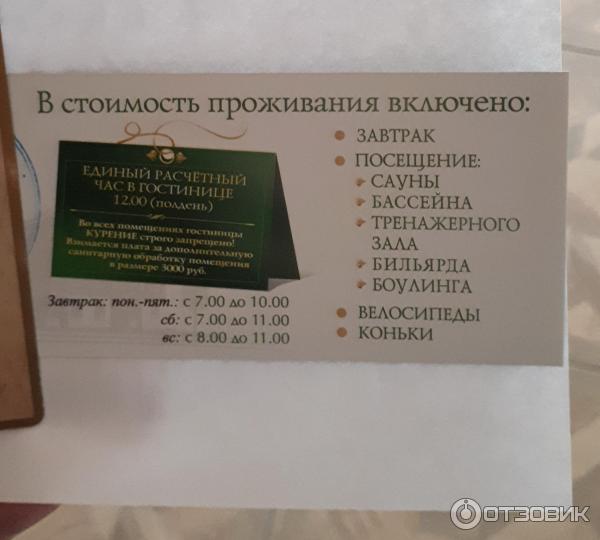 В стоимость проживания включено:
ЕДИНЫЙ РАСЧЁТНЫЙ
ЧАС В ГОСТИНИЦЕ
12.00 (полдень)
Во всех помещениях гостиницы
КУРЕНИЕ строго запрещено!
Взимается плата за дополнительную
санитарную обработку помещения
в размере 3000 руб.
Завтрак: пон.-пят.: с 7.00 до 10.00
сб: с 7.00 до 11.00
вс: с 8.00 до 11.00
ЗАВТРАК
ПОСЕЩЕНИЕ:
САУНЫ
БАССЕЙНА
ТРЕНАЖЕРНОГО
ЗАЛА
БИЛЬЯРДА
БОУЛИНГА
ВЕЛОСИПЕДЫ
КОНЬКИ
ОТЗОВИК